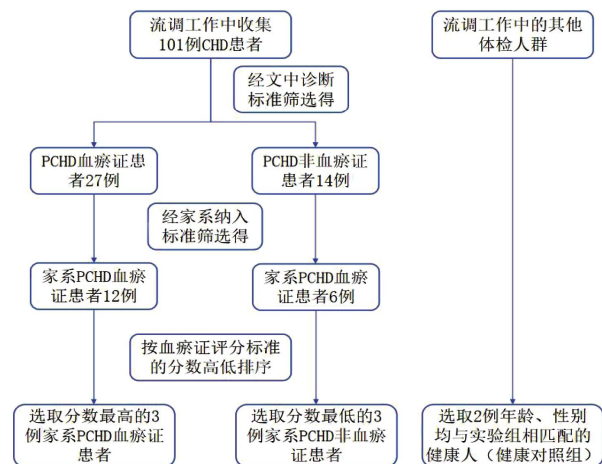 流调工作中收集
101例CHD患者
流调工作中的其他
体检人群
经文中诊断
标准筛选得
PCHD血瘀证患
者27例
PCHD非血瘀证
患者14例
经家系纳入
标准筛选得
家系PCHD血瘀
证患者12例
家系PCHD血瘀
证患者6例
按血瘀证评分标准
的分数高低排序
选取分数最高的3
例家系PCHD血瘀证
患者
选取分数最低的3
例家系PCHD非血瘀证
患者
选取2例年龄、性别
均与实验组相匹配的
健康人（健康对照组）